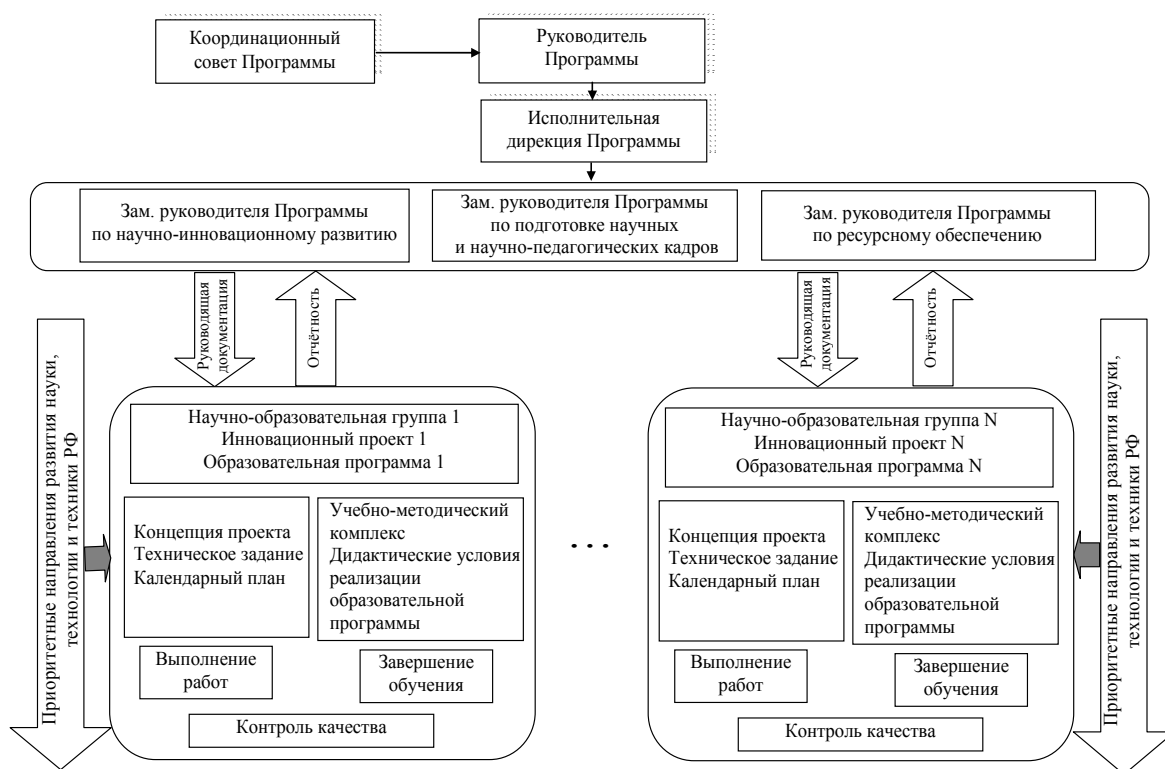 Координационный
совет Программы
Руководитель
Программы
Исполнительная
дирекция Программы
Зам. руководителя Программы
по научно-инновационному развитию
Зам. руководителя Программы
по подготовке научных
и научно-педагогических кадров
Зам. руководителя Программы
по ресурсному обеспечению
Руководящая
документация
Отчётность
Руководящая
документация
Отчётность
Приоритетные направления развития науки,
технологии и техники РФ
Научно-образовательная группа 1
Инновационный проект 1
Образовательная программа 1
Концепция проекта
Техническое задание
Календарный план
Учебно-методический
комплекс
Дидактические условия
реализации
образовательной
программы
Выполнение
работ
Завершение
обучения
Контроль качества
...
Научно-образовательная группа N
Инновационный проект N
Образовательная программа N
Концепция проекта
Техническое задание
Календарный план
Учебно-методический
комплекс
Дидактические условия
реализации
образовательной
программы
Выполнение
работ
Завершение
обучения
Контроль качества
Приоритетные направления развития науки,
технологии и техники РФ